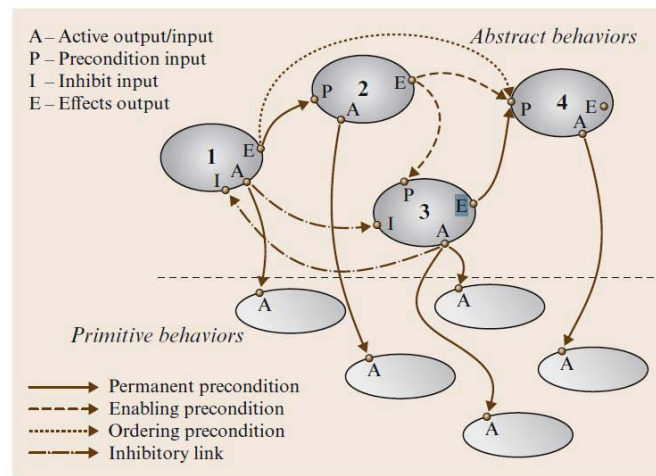 A – Active output/input
P – Precondition input
I – Inhibit input
E – Effects output
Abstract behaviors
1
E
A
I
2
P
E
A
3
P
I
E
A
4
P
E
A
A
A
A
A
A
Primitive behaviors
Permanent precondition
Enabling precondition
Ordering precondition
Inhibitory link